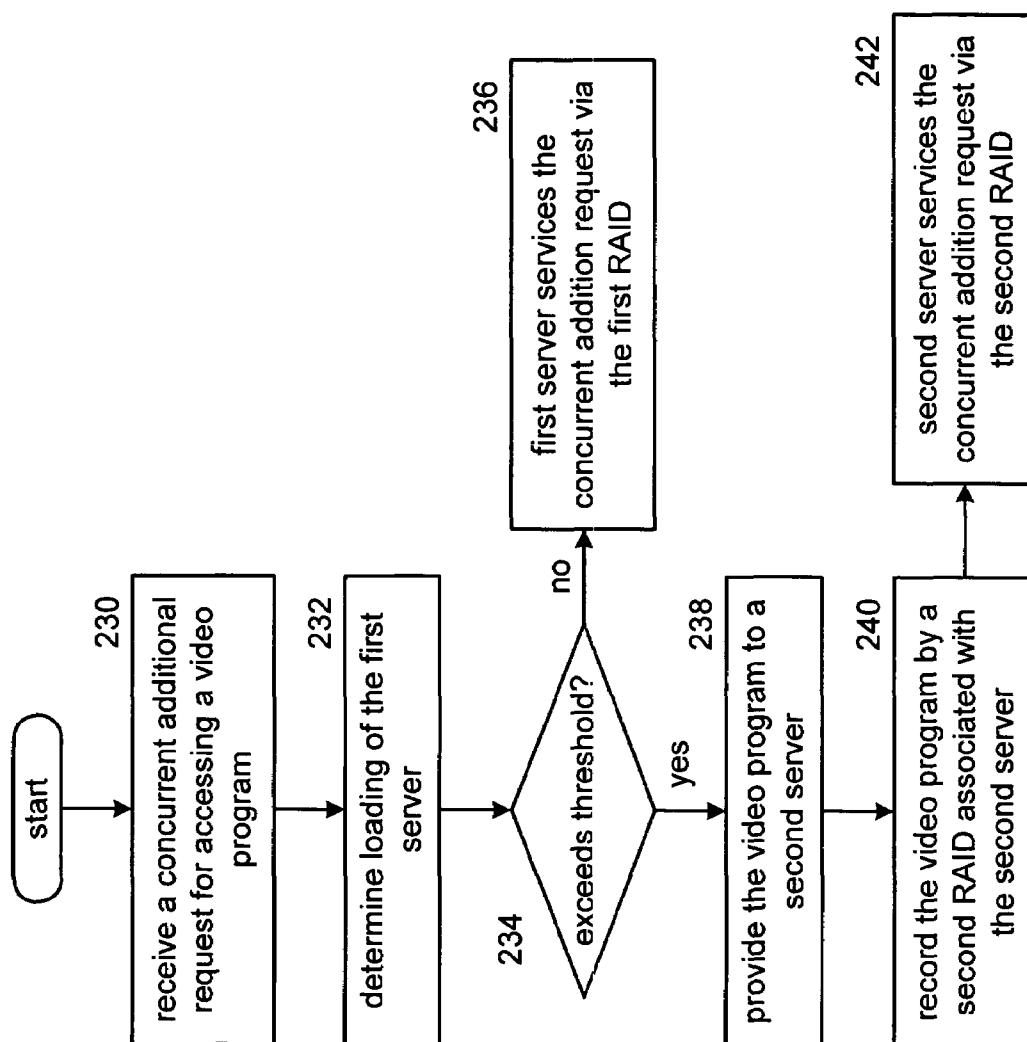 start
230
receive a concurrent additional
request for accessing a video
program
232
determine loading of the first
server
234
exceeds threshold?
no
236
first server services the
concurrent addition request via
the first RAID
yes
238
provide the video program to a
second server
240
record the video program by a
second RAID associated with
the second server
242
second server services the
concurrent addition request via
the second RAID